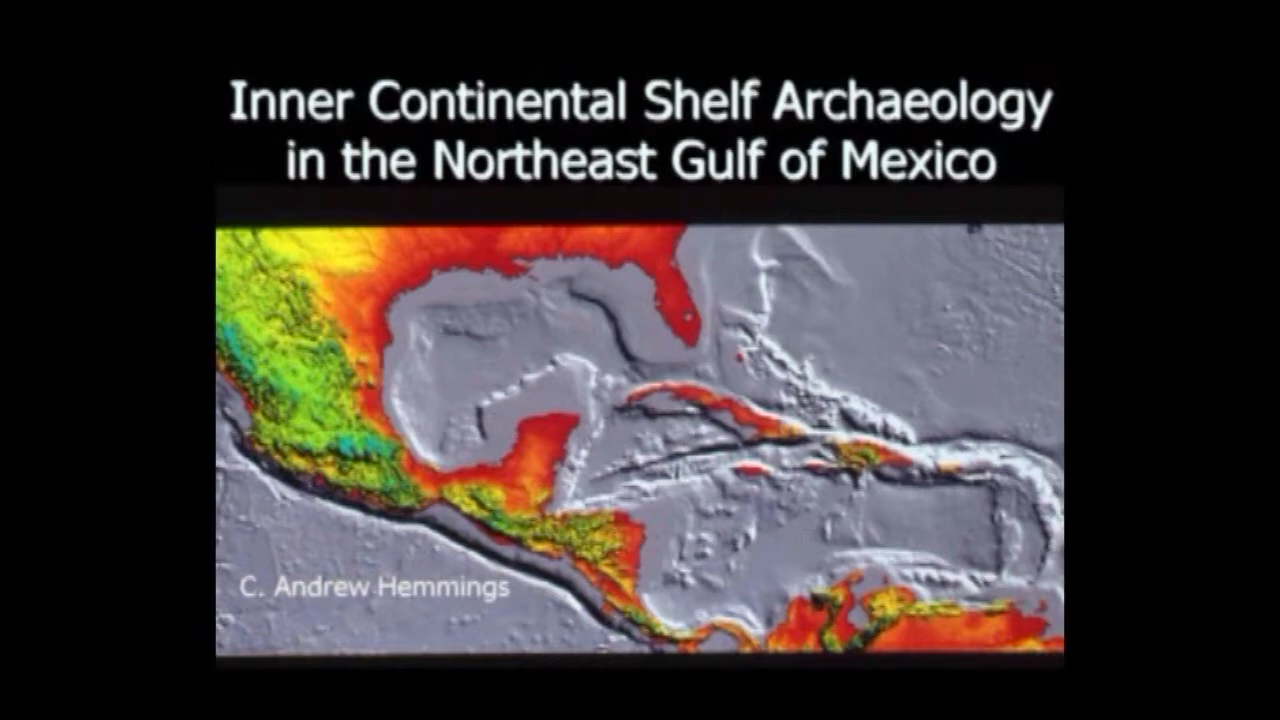 Inner Continental Shelf Archaeology
in the Northeast Gulf of Mexico
C. Andrew Hemmings